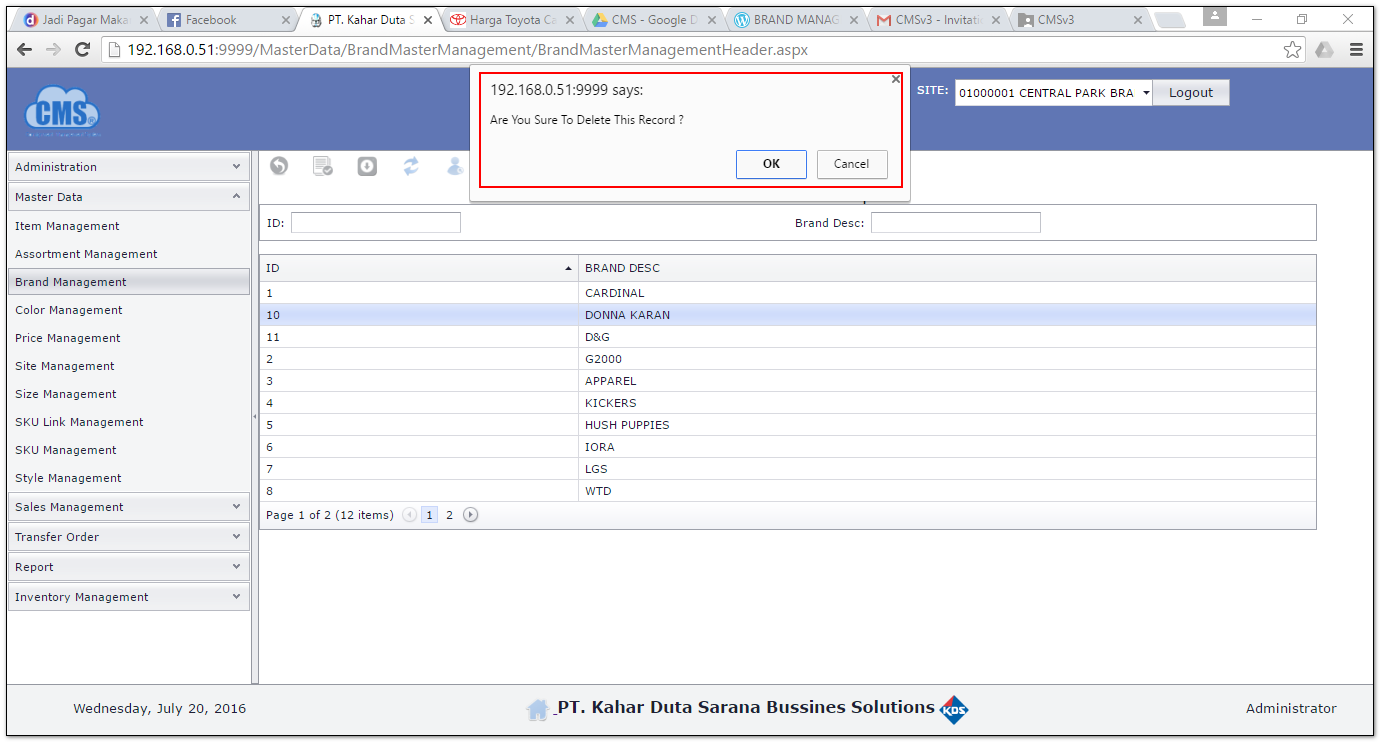 Jadi Pagar Maka
Facebook
PT. Kahar Duta S
Harga Toyota Ca
CMS - Google D
BRAND MANAG
CMSv3 - Invitati
CMSv3
192.168.0.51:9999/MasterData/BrandMasterManagement/BrandMasterManagementHeader.aspx
CMS
192.168.0.51:9999 says:
Are You Sure To Delete This Record ?
OK
Cancel
SITE:
01000001 CENTRAL PARK BRA
Logout
Administration
Master Data
Item Management
Assortment Management
Brand Management
Color Management
Price Management
Site Management
Size Management
SKU Link Management
SKU Management
Style Management
Sales Management
Transfer Order
Report
Inventory Management
ID:
Brand Desc:
ID BRAND DESC
1 CARDINAL
10 DONNA KARAN
11 D&G
2 G2000
3 APPAREL
4 KICKERS
5 HUSH PUPPIES
6 IORA
7 LGS
8 WTD
Page 1 of 2 (12 items) 1 2
Wednesday, July 20, 2016
PT. Kahar Duta Sarana Bussines Solutions
KDS
Administrator